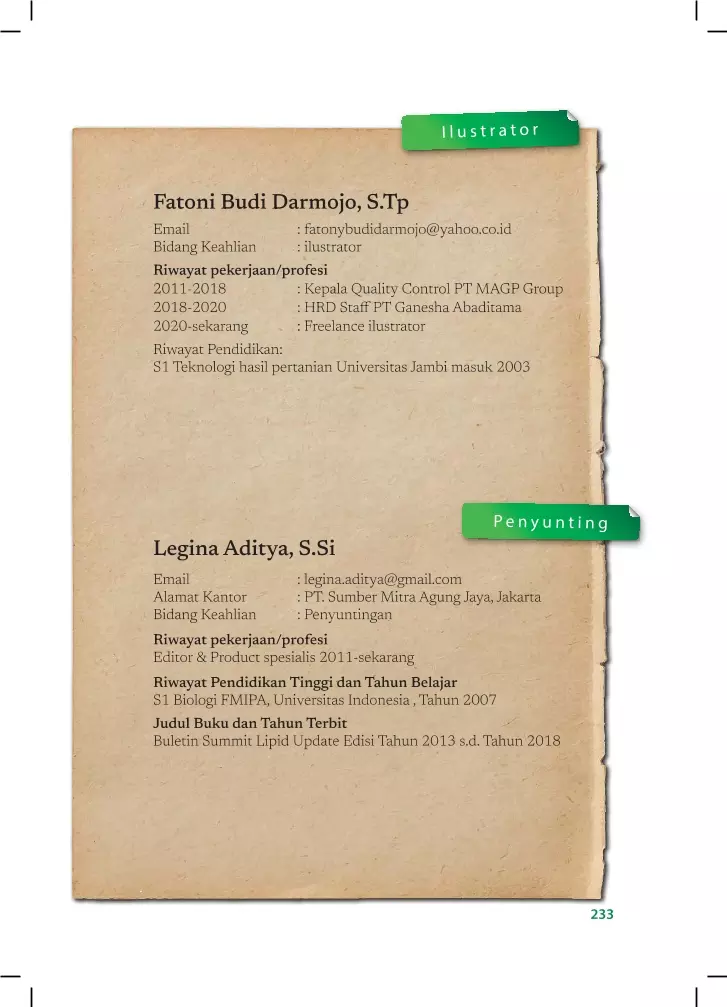 Ilustrator
Fatoni Budi Darmojo, S.Tp
Email : fatonybudidarmojo@yahoo.co.id
Bidang Keahlian : ilustrator
Riwayat pekerjaan/profesi
2011-2018 : Kepala Quality Control PT MAGP Group
2018-2020 : HRD Staff PT Ganesha Abaditama
2020-sekarang : Freelance ilustrator
Riwayat Pendidikan:
S1 Teknologi hasil pertanian Universitas Jambi masuk 2003
Penyunting
Legina Aditya, S.Si
Email : legina.aditya@gmail.com
Alamat Kantor : PT. Sumber Mitra Agung Jaya, Jakarta
Bidang Keahlian : Penyuntingan
Riwayat pekerjaan/profesi
Editor & Product spesialis 2011-sekarang
Riwayat Pendidikan Tinggi dan Tahun Belajar
S1 Biologi FMIPA, Universitas Indonesia , Tahun 2007
Judul Buku dan Tahun Terbit
Buletin Summit Lipid Update Edisi Tahun 2013 s.d. Tahun 2018
233